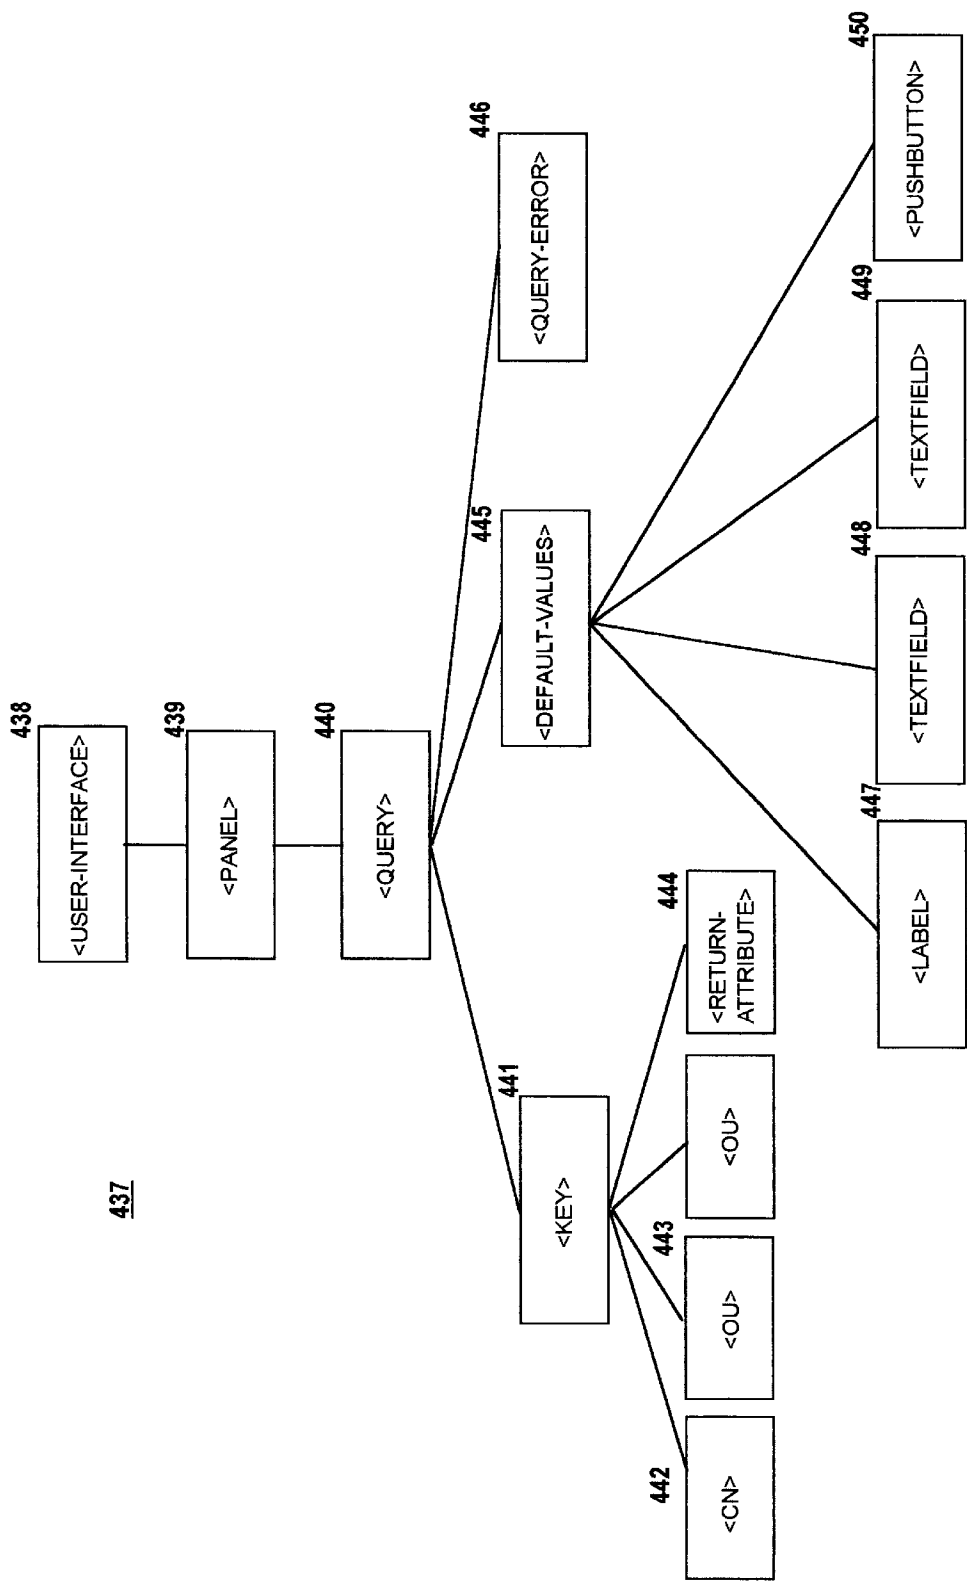 437
438
<USER-INTERFACE>
439
<PANEL>
440
<QUERY>
441
<KEY>
445
<DEFAULT-VALUES>
446
<QUERY-ERROR>
442
<CN>
443
<OU>
<OU>
444
<RETURN-
ATTRIBUTE>
447
<LABEL>
448
<TEXTFIELD>
449
<TEXTFIELD>
450
<PUSHBUTTON>